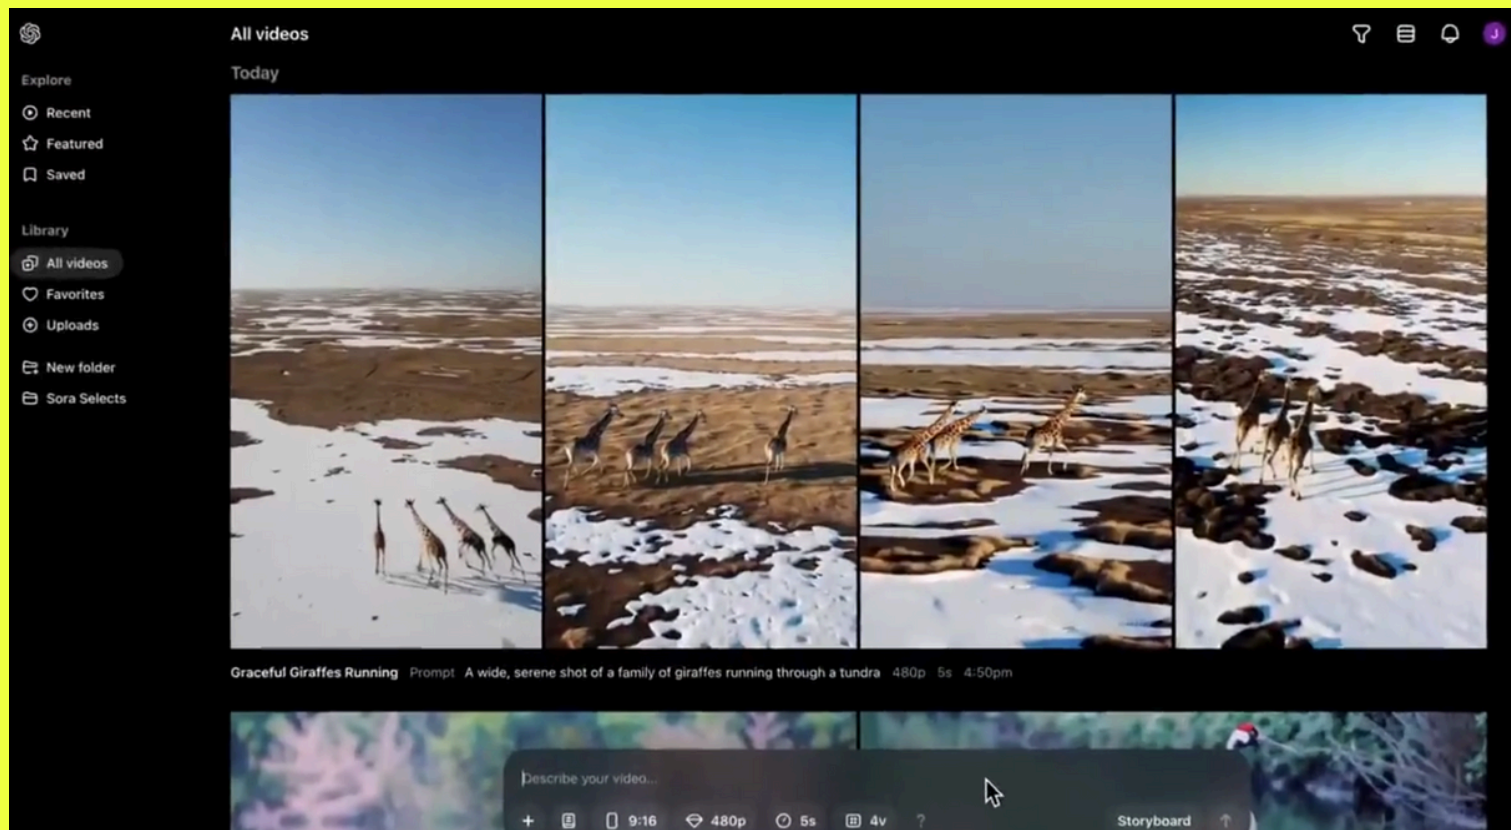 All videos
J
Today
Explore
Recent
Featured
Saved
Library
All videos
Favorites
Uploads
New folder
Sora Selects
Graceful Giraffes Running Prompt A wide, serene shot of a family of giraffes running through a tundra 480p 5s 4:50pm
Describe your video...
+ 9:16 480p 5s 4v ? Storyboard